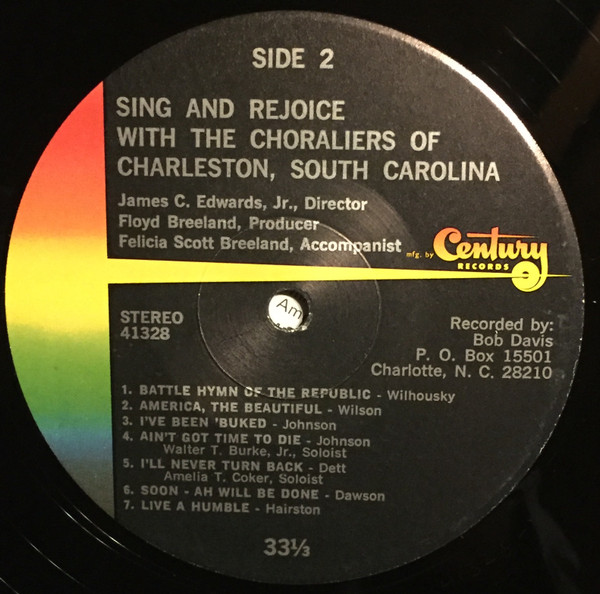 SIDE 2
SING AND REJOICE
WITH THE CHORALIERS OF
CHARLESTON, SOUTH CAROLINA
James C. Edwards, Jr., Director
Floyd Breeland, Producer
Felicia Scott Breeland, Accompanist
mfg. by Century
RECORDS
Am
STEREO
41328
Recorded by:
Bob Davis
P. O. Box 15501
Charlotte, N. C. 28210
1. BATTLE HYMN OF THE REPUBLIC - Wilhousky
2. AMERICA, THE BEAUTIFUL - Wilson
3. I'VE BEEN 'BUKED - Johnson
4. AIN'T GOT TIME TO DIE - Johnson
Walter T. Burke, Jr., Soloist
5. I'LL NEVER TURN BACK - Dett
Amelia T. Coker, Soloist
6. SOON - AH WILL BE DONE - Dawson
7. LIVE A HUMBLE - Hairston
33⅓